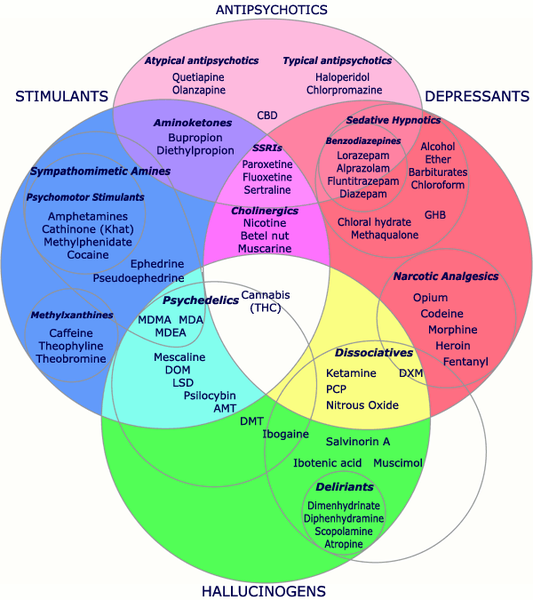 ANTIPSYCHOTICS
Atypical antipsychotics
Quetiapine
Olanzapine
Typical antipsychotics
Haloperidol
Chlorpromazine
CBD
STIMULANTS
DEPRESSANTS
Aminoketones
Bupropion
Diethylpropion
SSRIs
Paroxetine
Fluoxetine
Sertraline
Sedative Hypnotics
Benzodiazepines
Lorazepam
Alprazolam
Fluntitrazepam
Diazepam
Alcohol
Ether
Barbiturates
Chloroform
GHB
Chloral hydrate
Methaqualone
Sympathomimetic Amines
Psychomotor Stimulants
Amphetamines
Cathinone (Khat)
Methylphenidate
Cocaine
Ephedrine
Pseudoephedrine
Cholinergics
Nicotine
Betel nut
Muscarine
Narcotic Analgesics
Opium
Codeine
Morphine
Heroin
Fentanyl
Methylxanthines
Caffeine
Theophyline
Theobromine
Psychedelics
MDMA MDA
MDEA
Mescaline
DOM
LSD
Psilocybin
AMT
Cannabis
(THC)
Dissociatives
Ketamine
DXM
PCP
Nitrous Oxide
DMT
Ibogaine
Salvinorin A
Ibotenic acid Muscimol
Deliriants
Dimenhydrinate
Diphenhydramine
Scopolamine
Atropine
HALLUCINOGENS